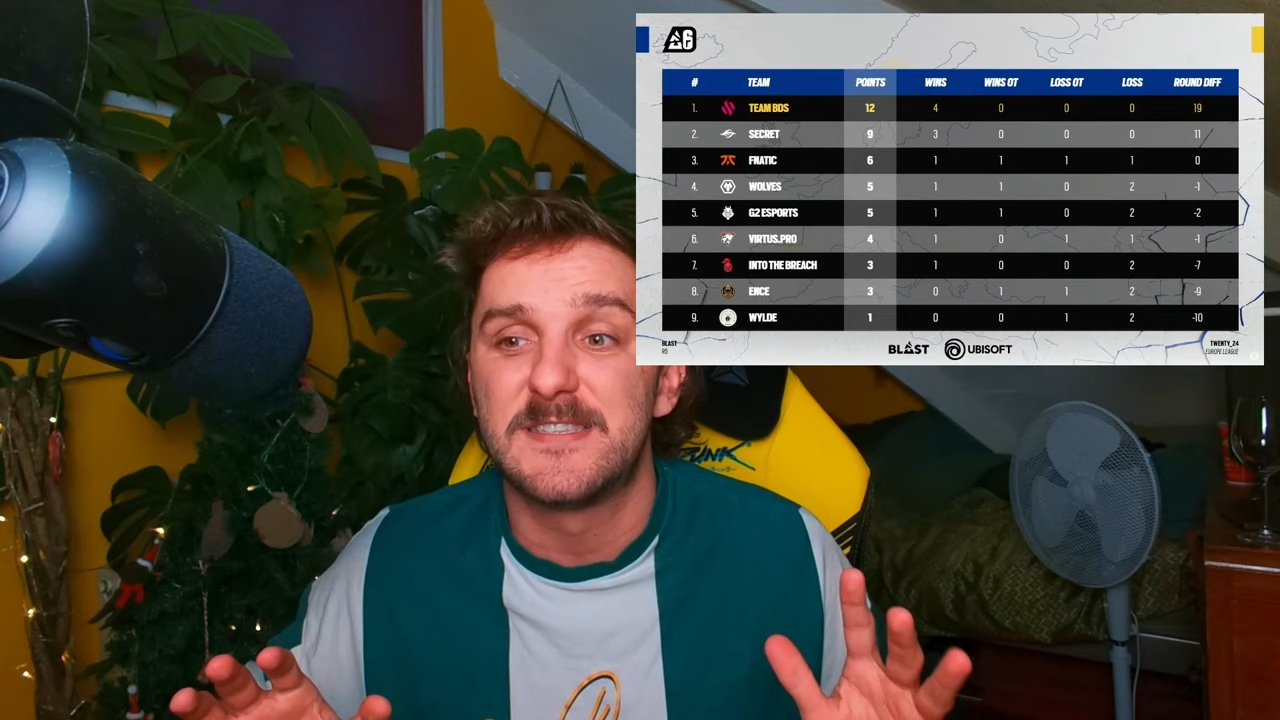 # TEAM POINTS WINS WINS OT LOSS OT LOSS ROUND DIFF
1. TEAM BDS 12 4 0 0 0 19
2. SECRET 9 3 0 0 0 11
3. FNATIC 6 1 1 1 1 0
4. WOLVES 5 1 1 0 2 -1
5. G2 ESPORTS 5 1 1 0 2 -2
6. VIRTUS.PRO 4 1 0 1 1 -1
7. INTO THE BREACH 3 1 0 0 2 -7
8. ENCE 3 0 1 1 2 -9
9. WYLDE 1 0 0 1 2 -10
BLAST
BLAST UBISOFT
TWENTY_24
EUROPE LEAGUE
UNK